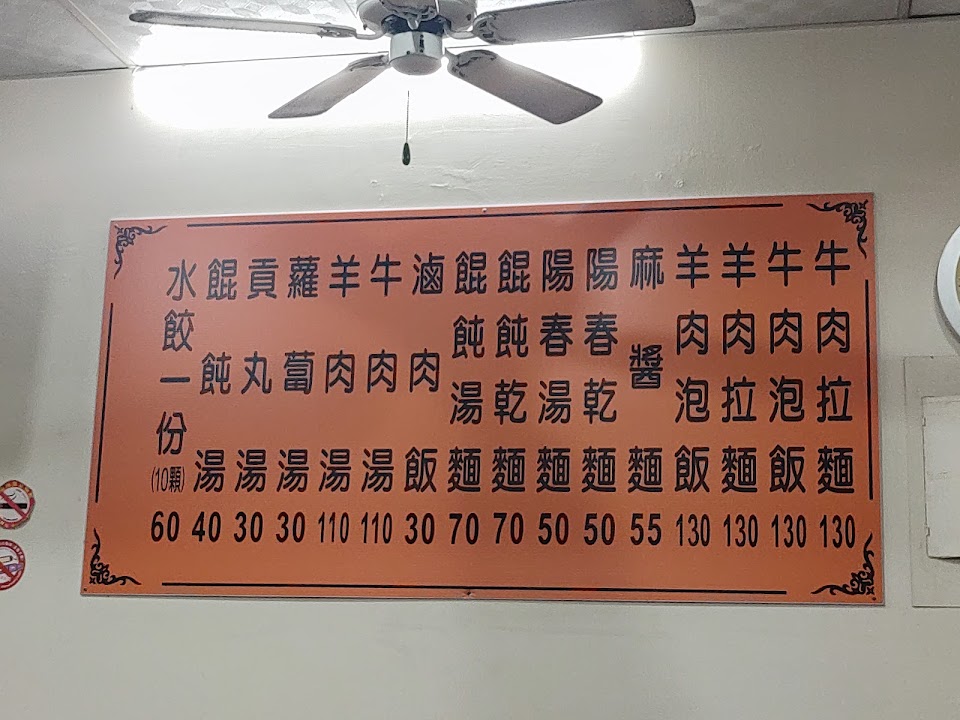 牛肉拉麵 130
牛肉泡飯 130
羊肉拉麵 130
羊肉泡飯 130
麻醬麵 55
陽春乾麵 50
陽春湯麵 50
餛飩乾麵 70
餛飩湯麵 70
滷肉飯 30
牛肉湯 110
羊肉湯 110
蘿蔔湯 30
貢丸湯 30
餛飩湯 40
水餃一份(10顆) 60